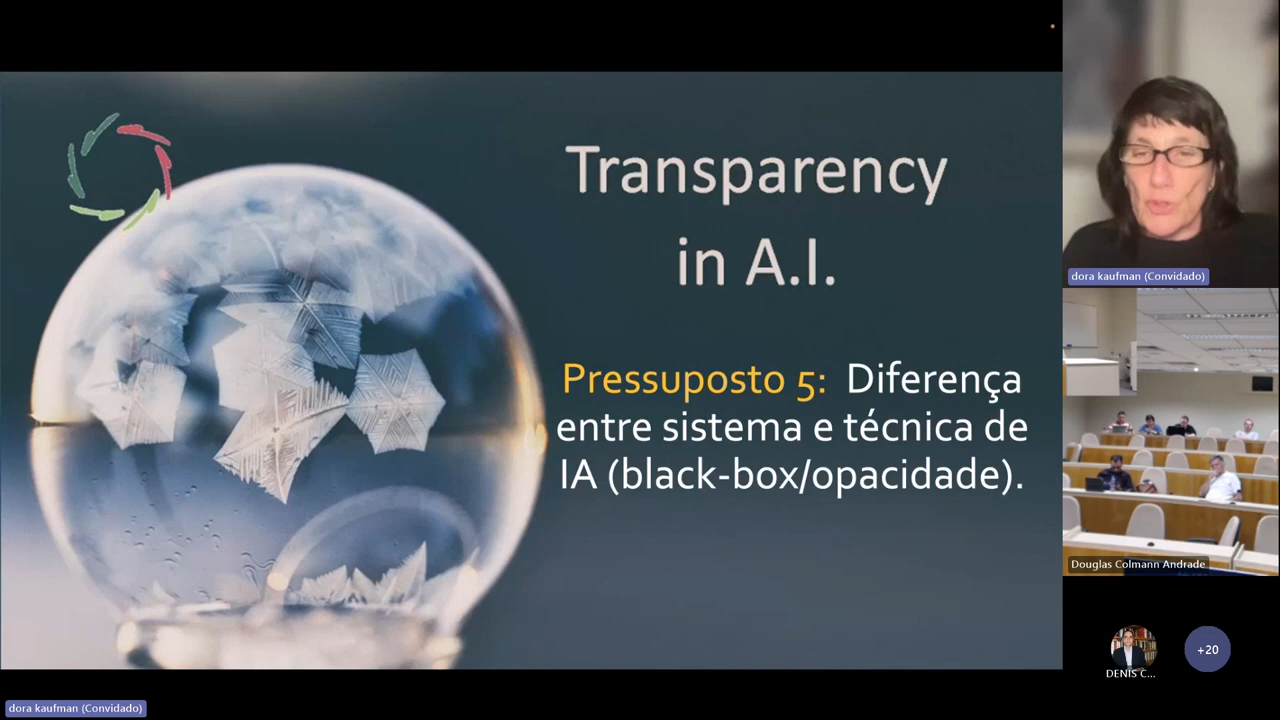 Transparency
in A.I.
Pressuposto 5: Diferença
entre sistema e técnica de
IA (black-box/opacidade).
dora kaufman (Convidado)
Douglas Colmann Andrade
DENIS C...
+20
dora kaufman (Convidado)